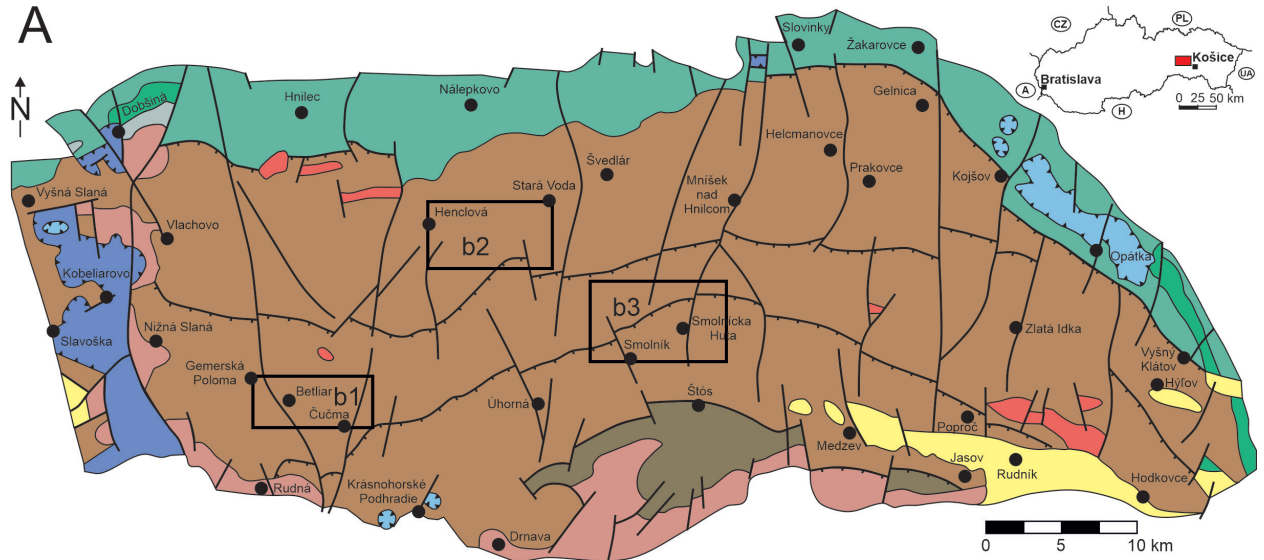 A
N
CZ
PL
Košice
UA
Bratislava
A
H
0 25 50 km
Slovinky
Žakarovce
Dobšiná
Hnilec
Nálepkovo
Gelnica
Helcmanovce
Švedlár
Prakovce
Kojšov
Vyšná Slaná
Stará Voda
Mníšek
nad
Hnilcom
Henclová
b2
Vlachovo
Opátka
Kobeliarovo
b3
Nižná Slaná
Smolnícka
Huta
Zlatá Idka
Slavoška
Smolník
Vyšný
Klátov
Gemerská
Poloma
Hýľov
Betliar
b1
Čučma
Úhorná
Štós
Poproč
Medzev
Jasov
Rudník
Rudná
Krásnohorské
Podhradie
Hodkovce
Drnava
0 5 10 km